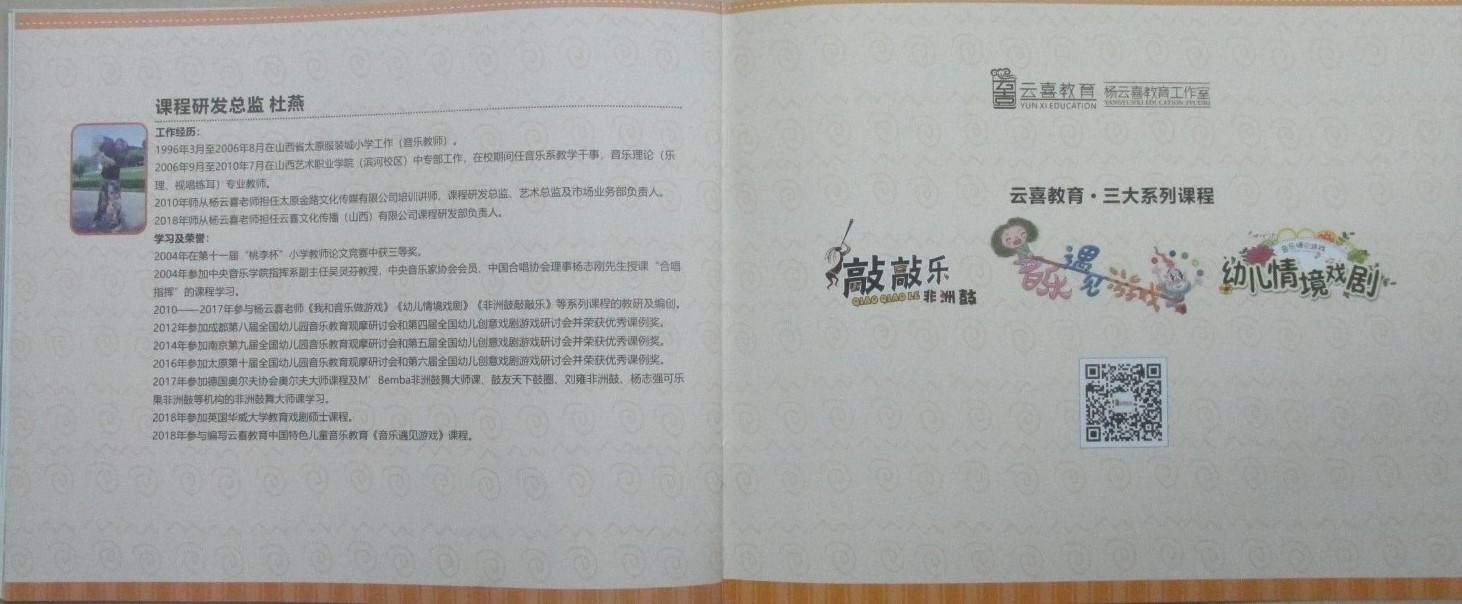 课程研发总监 杜燕
工作经历：
1996年3月至2006年8月在山西省太原服装城小学工作（音乐教师）。
2006年9月至2010年7月在山西艺术职业学院（滨河校区）中专部工作，在校期间任音乐系教学干事，音乐理论（乐
理、视唱练耳）专业教师。
2010年师从杨云喜老师担任太原金路文化传媒有限公司培训讲师，课程研发总监、艺术总监及市场业务部负责人。
2018年师从杨云喜老师担任云喜文化传播（山西）有限公司课程研发部负责人。
学习及荣誉：
2004年在第十一届“桃李杯”小学教师论文竞赛中获三等奖。
2004年参加中央音乐学院指挥系副主任吴灵芬教授，中央音乐家协会会员、中国合唱协会理事杨志刚先生授课“合唱
指挥”的课程学习。
2010——2017年参与杨云喜老师《我和音乐做游戏》《幼儿情境戏剧》《非洲鼓敲敲乐》等系列课程的教研及编创。
2012年参加成都第八届全国幼儿园音乐教育观摩研讨会和第四届全国幼儿创意戏剧游戏研讨会并荣获优秀课例奖。
2014年参加南京第九届全国幼儿园音乐教育观摩研讨会和第五届全国幼儿创意戏剧游戏研讨会并荣获优秀课例奖。
2016年参加太原第十届全国幼儿园音乐教育观摩研讨会和第六届全国幼儿创意戏剧游戏研讨会并荣获优秀课例奖。
2017年参加德国奥尔夫协会奥尔夫大师课程及M’Bemba非洲鼓舞大师课、鼓友天下鼓圈、刘雍非洲鼓、杨志强可乐
果非洲鼓等机构的非洲鼓舞大师课学习。
2018年参加英国华威大学教育戏剧硕士课程。
2018年参与编写云喜教育中国特色儿童音乐教育《音乐遇见游戏》课程。
云喜
云喜教育 杨云喜教育工作室
YUN XI EDUCATION YANGYUNXI EDUCATION STUDIO
云喜教育·三大系列课程
敲敲乐
QIAO QIAO LE 非洲鼓
音乐遇见游戏
音乐情境游戏
幼儿情境戏剧